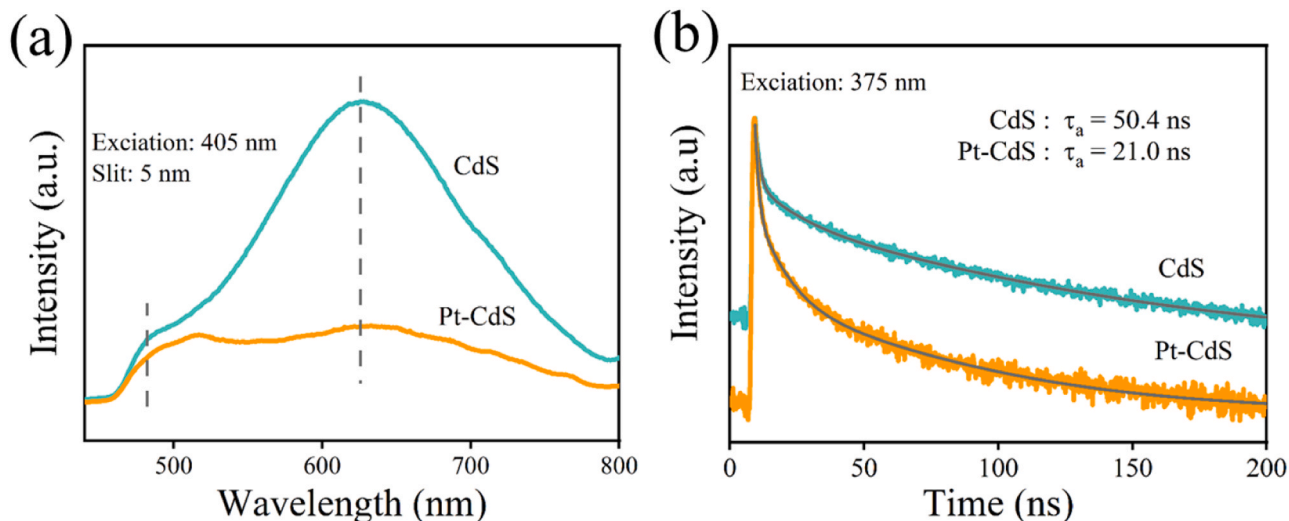 (a)
Exciation: 405 nm
Slit: 5 nm
CdS
Pt-CdS
Intensity (a.u.)
500 600 700 800
Wavelength (nm)
(b)
Exciation: 375 nm
CdS : τa = 50.4 ns
Pt-CdS : τa = 21.0 ns
CdS
Pt-CdS
Intensity (a.u)
0 50 100 150 200
Time (ns)